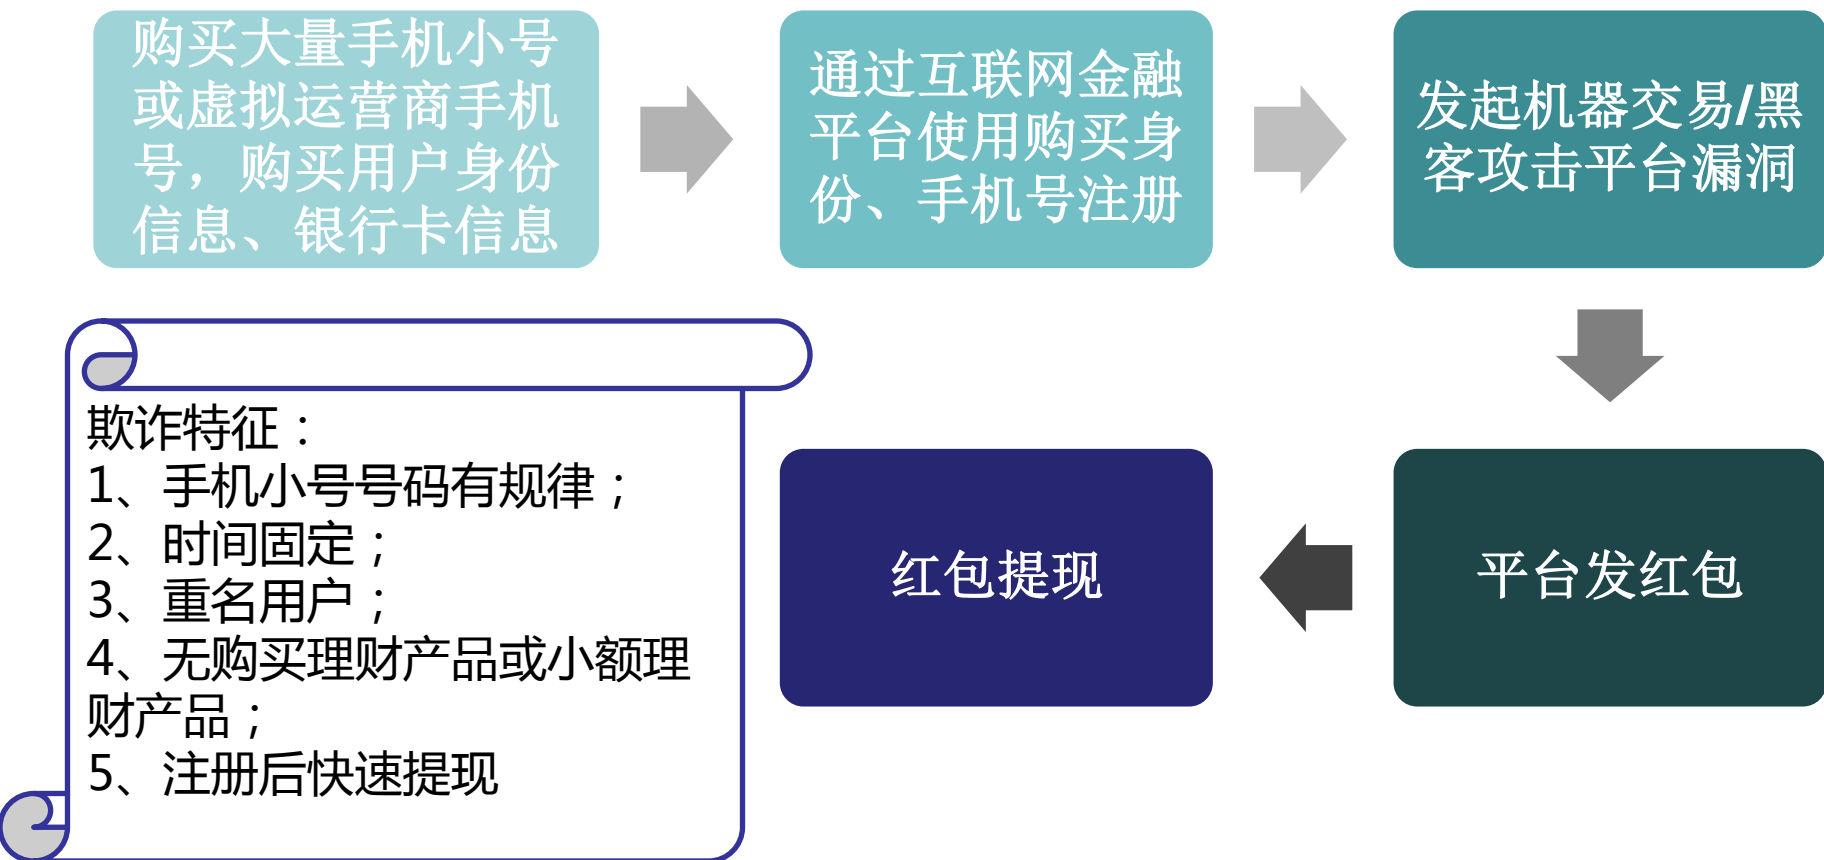 购买大量手机小号
或虚拟运营商手机
号，购买用户身份
信息、银行卡信息
通过互联网金融
平台使用购买身
份、手机号注册
发起机器交易/黑
客攻击平台漏洞
平台发红包
红包提现
欺诈特征：
1、手机小号号码有规律；
2、时间固定；
3、重名用户；
4、无购买理财产品或小额理
财产品；
5、注册后快速提现